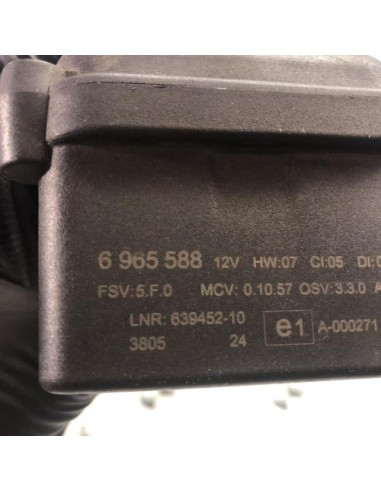 6 965 588 12V HW:07 CI:05
FSV:5.F.0 MCV: 0.10.57 OSV:3.3.0
LNR: 639452-10
3805 24 e1 A-000271